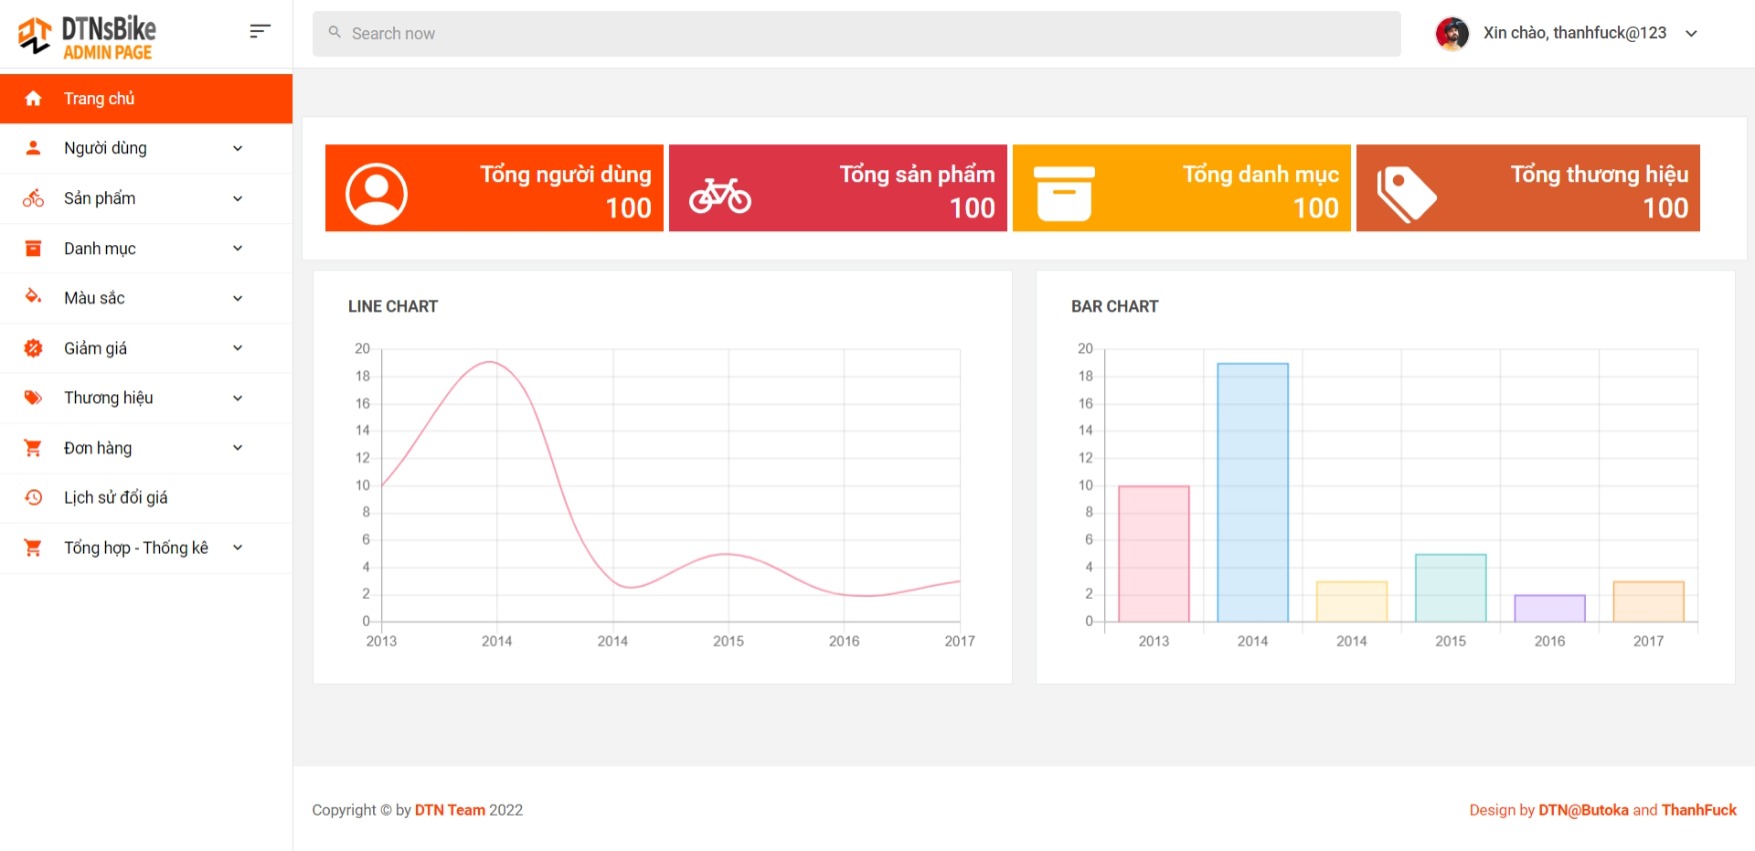 DTNsBike
ADMIN PAGE
Search now
Xin chào, thanhfuck@123
Trang chủ
Người dùng
Sản phẩm
Danh mục
Màu sắc
Giảm giá
Thương hiệu
Đơn hàng
Lịch sử đổi giá
Tổng hợp - Thống kê
Tổng người dùng
100
Tổng sản phẩm
100
Tổng danh mục
100
Tổng thương hiệu
100
LINE CHART
20
18
16
14
12
10
8
6
4
2
0
2013 2014 2014 2015 2016 2017
BAR CHART
20
18
16
14
12
10
8
6
4
2
0
2013 2014 2014 2015 2016 2017
Copyright © by DTN Team 2022
Design by DTN@Butoka and ThanhFuck